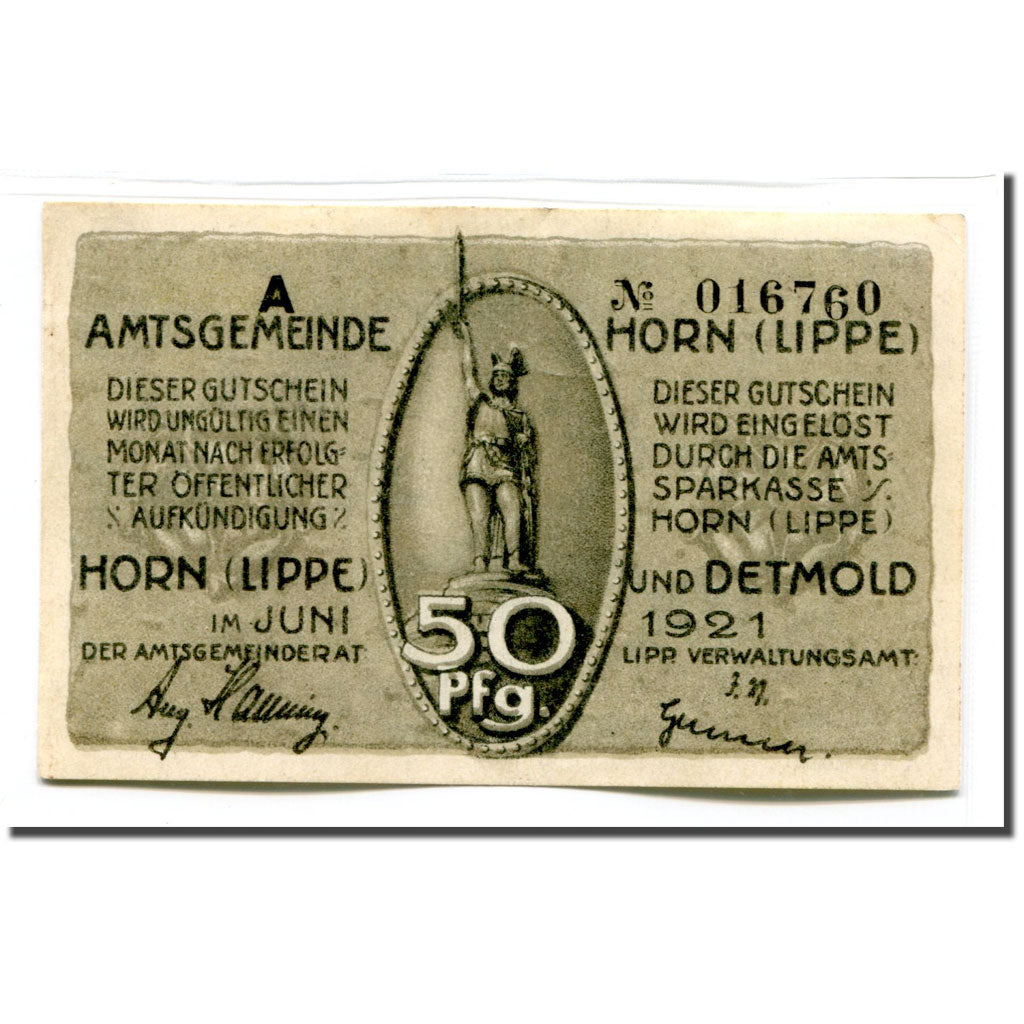 A
№ 016760
AMTSGEMEINDE
HORN (LIPPE)
DIESER GUTSCHEIN
WIRD UNGÜLTIG EINEN
MONAT NACH ERFOLG=
TER ÖFFENTLICHER
AUFKÜNDIGUNG
DIESER GUTSCHEIN
WIRD EINGELÖST
DURCH DIE AMTS=
SPARKASSE
HORN (LIPPE)
HORN (LIPPE)
UND DETMOLD
IM JUNI
1921
DER AMTSGEMEINDERAT:
LIPP. VERWALTUNGSAMT:
50
Pfg.
Aug.